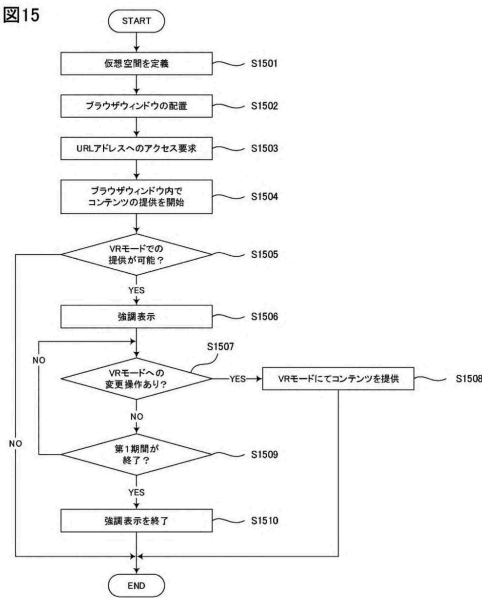 図15
START
仮想空間を定義
S1501
ブラウザウィンドウの配置
S1502
URLアドレスへのアクセス要求
S1503
ブラウザウィンドウ内で
コンテンツの提供を開始
S1504
VRモードでの
提供が可能？
S1505
YES
強調表示
S1506
NO
S1507
VRモードへの
変更操作あり？
YES
VRモードにてコンテンツを提供
S1508
NO
NO
第1期間が
終了？
S1509
YES
強調表示を終了
S1510
END